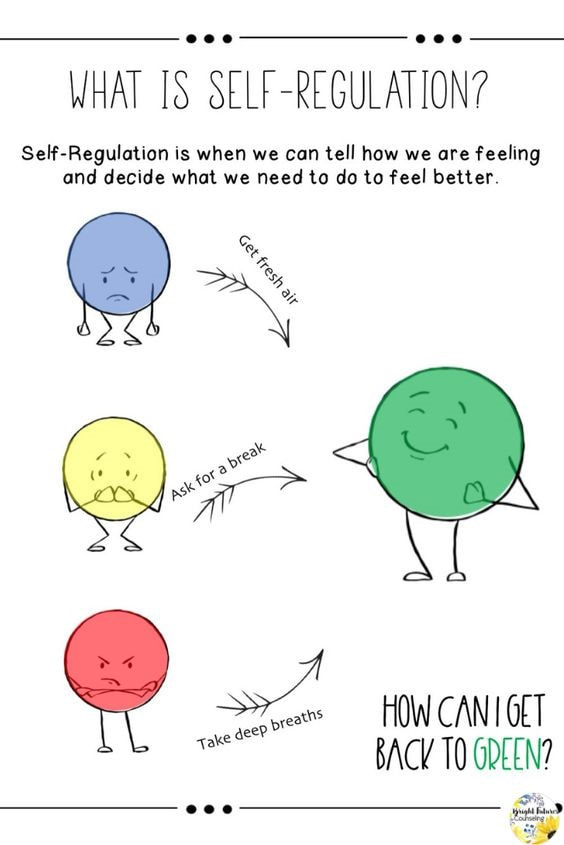 WHAT IS SELF-REGULATION?
Self-Regulation is when we can tell how we are feeling
and decide what we need to do to feel better.
Get fresh air
Ask for a break
Take deep breaths
HOW CAN I GET
BACK TO GREEN?
Bright Futures
Counseling